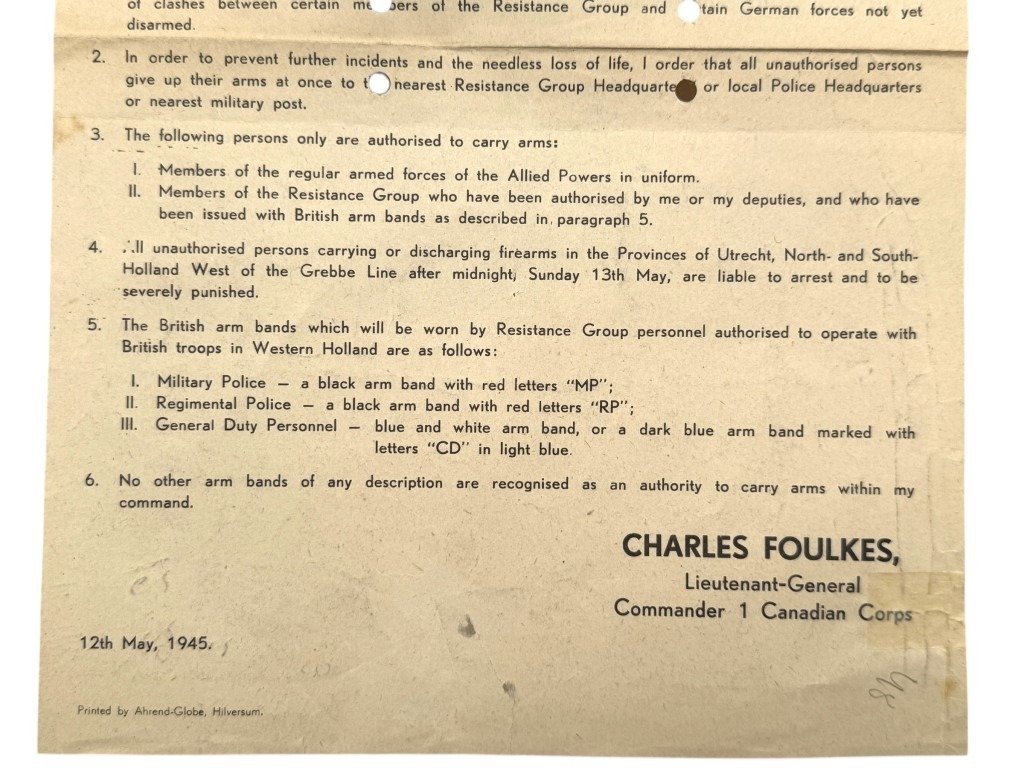 of clashes between certain of the Resistance Group and German forces not yet
disarmed.
2. In order to prevent further incidents and the needless loss of life, I order that all unauthorised persons
give up their arms at once to nearest Resistance Group or local Police Headquarters
or nearest military post.
3. The following persons only are authorised to carry arms:
I. Members of the regular armed forces of the Allied Powers in uniform.
II. Members of the Resistance Group who have been authorised by me or my deputies, and who have
been issued with British arm bands as described in paragraph 5.
4. All unauthorised persons carrying or discharging firearms in the Provinces of Utrecht, North- and South-
Holland West of the Grebbe Line after midnight, Sunday 13th May, are liable to arrest and to be
severely punished.
5. The British arm bands which will be worn by Resistance Group personnel authorised to operate with
British troops in Western Holland are as follows:
I. Military Police — a black arm band with red letters “MP”;
II. Regimental Police — a black arm band with red letters “RP”;
III. General Duty Personnel — blue and white arm band, or a dark blue arm band marked with
letters “CD” in light blue.
6. No other arm bands of any description are recognised as an authority to carry arms within my
command.
CHARLES FOULKES,
Lieutenant-General
Commander 1 Canadian Corps
12th May, 1945.
Printed by Ahrend-Globe, Hilversum.